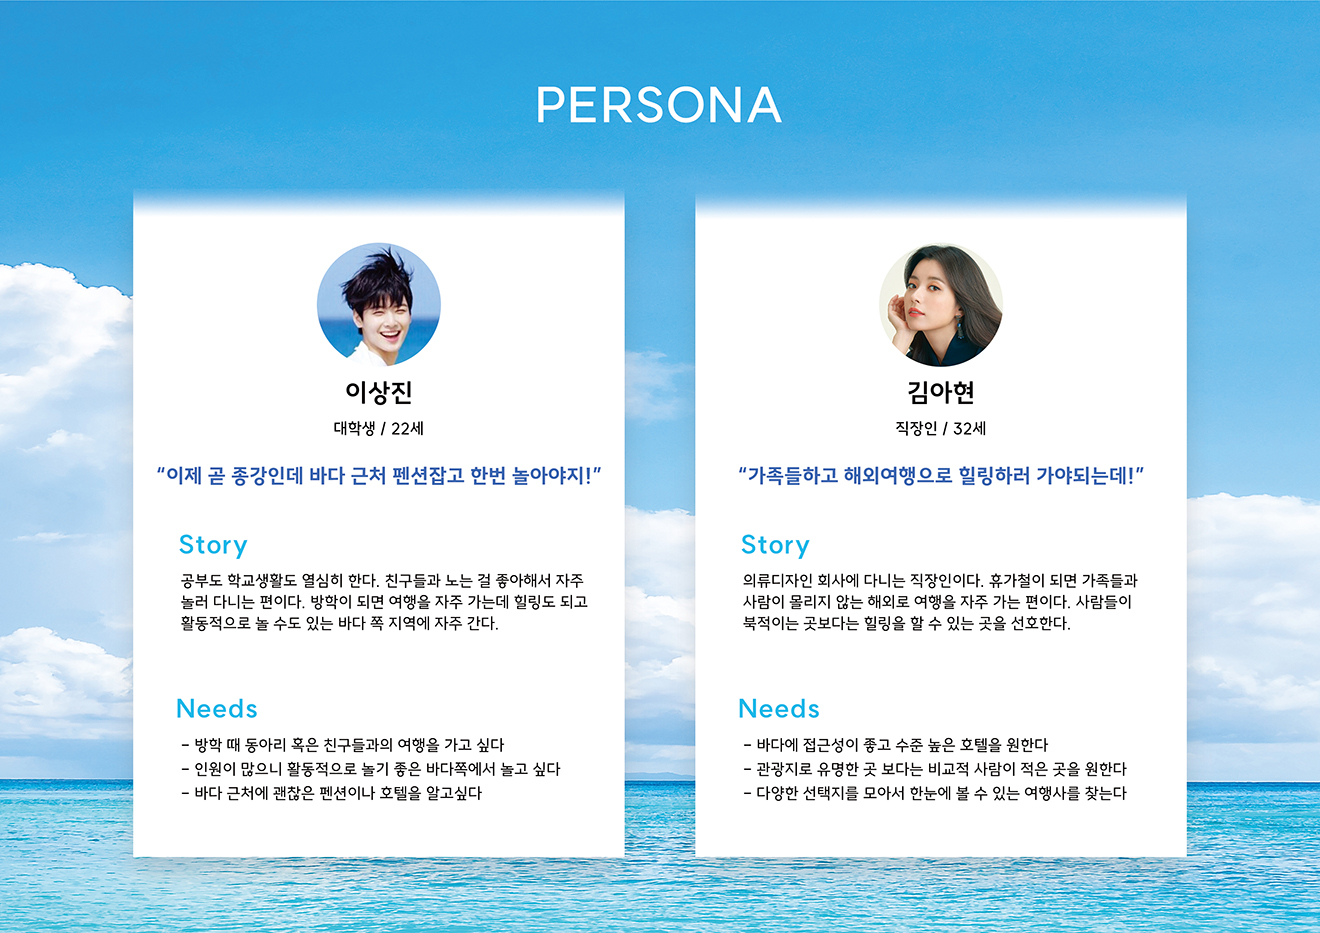 PERSONA
이상진
대학생 / 22세
“이제 곧 종강인데 바다 근처 펜션잡고 한번 놀아야지!”
Story
공부도 학교생활도 열심히 한다. 친구들과 노는 걸 좋아해서 자주
놀러 다니는 편이다. 방학이 되면 여행을 자주 가는데 힐링도 되고
활동적으로 놀 수도 있는 바다 쪽 지역에 자주 간다.
Needs
- 방학 때 동아리 혹은 친구들과의 여행을 가고 싶다
- 인원이 많으니 활동적으로 놀기 좋은 바다쪽에서 놀고 싶다
- 바다 근처에 괜찮은 펜션이나 호텔을 알고싶다
김아현
직장인 / 32세
“가족들하고 해외여행으로 힐링하러 가야되는데!”
Story
의류디자인 회사에 다니는 직장인이다. 휴가철이 되면 가족들과
사람이 몰리지 않는 해외로 여행을 자주 가는 편이다. 사람들이
북적이는 곳보다는 힐링을 할 수 있는 곳을 선호한다.
Needs
- 바다에 접근성이 좋고 수준 높은 호텔을 원한다
- 관광지로 유명한 곳 보다는 비교적 사람이 적은 곳을 원한다
- 다양한 선택지를 모아서 한눈에 볼 수 있는 여행사를 찾는다